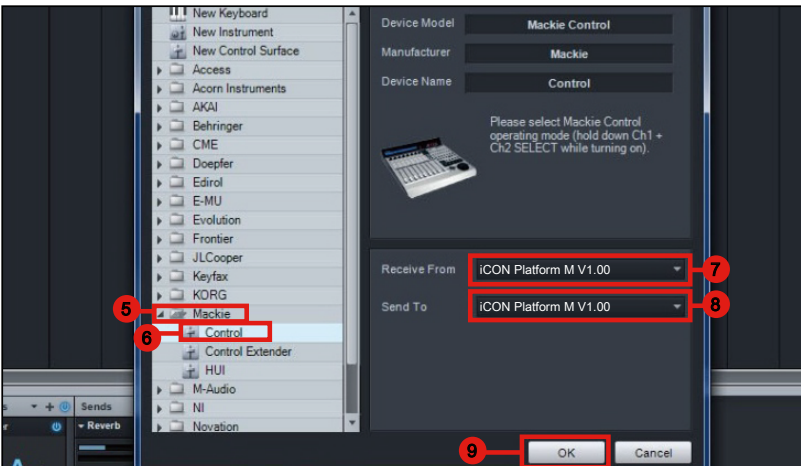 New Keyboard
New Instrument
New Control Surface
Access
Acorn Instruments
AKAI
Behringer
CME
Doepfer
Edirol
E-MU
Evolution
Frontier
JLCooper
Keyfax
KORG
5
Mackie
6
Control
Control Extender
HUI
M-Audio
NI
Novation
Device Model
Mackie Control
Manufacturer
Mackie
Device Name
Control
Please select Mackie Control
operating mode (hold down Ch1 +
Ch2 SELECT while turning on).
Receive From
iCON Platform M V1.00
7
Send To
iCON Platform M V1.00
8
s
Sends
r
Reverb
A
9
OK
Cancel